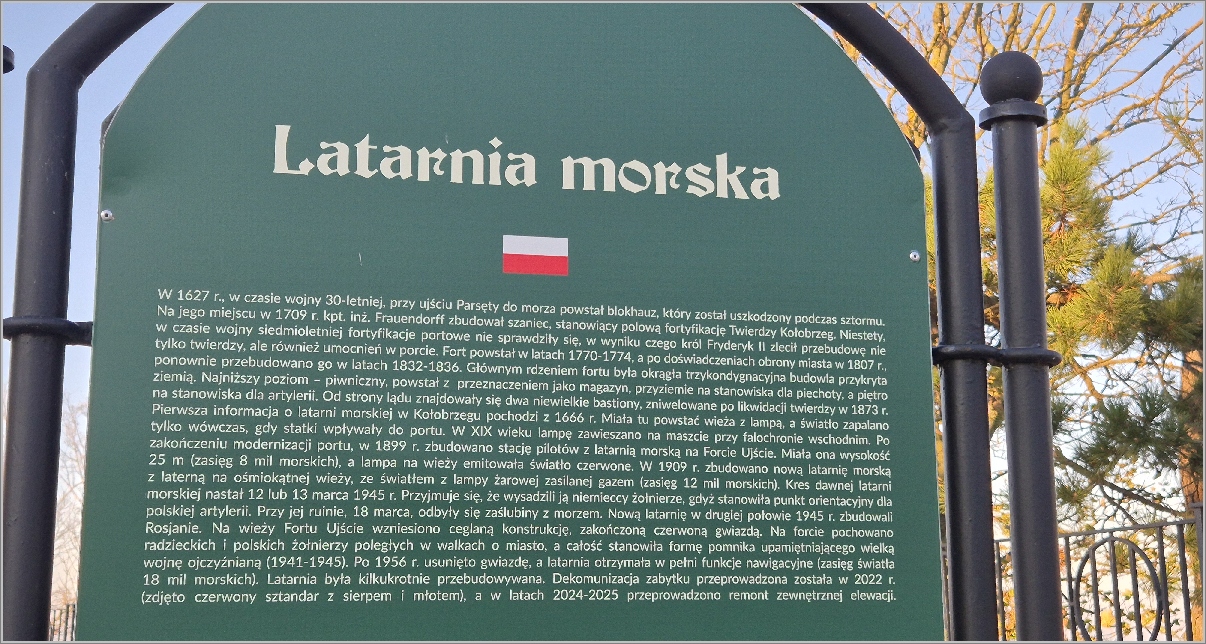 Latarnia morska
W 1627 r., w czasie wojny 30-letniej, przy ujściu Parsęty do morza powstał blokhauz, który został uszkodzony podczas sztormu.
Na jego miejscu w 1709 r. kpt. inż. Frauendorff zbudował szaniec, stanowiący polową fortyfikację Twierdzy Kołobrzeg. Niestety,
w czasie wojny siedmioletniej fortyfikacje portowe nie sprawdziły się, w wyniku czego król Fryderyk II zlecił przebudowę nie
tylko twierdzy, ale również umocnień w porcie. Fort powstał w latach 1770-1774, a po doświadczeniach obrony miasta w 1807 r.,
ponownie przebudowano go w latach 1832-1836. Głównym rdzeniem fortu była okrągła trzykondygnacyjna budowla przykryta
ziemią. Najniższy poziom – piwniczny, powstał z przeznaczeniem jako magazyn, przyziemie na stanowiska dla piechoty, a piętro
na stanowiska dla artylerii. Od strony lądu znajdowały się dwa niewielkie bastiony, zniwelowane po likwidacji twierdzy w 1873 r.
Pierwsza informacja o latarni morskiej w Kołobrzegu pochodzi z 1666 r. Miała tu powstać wieża z lampą, a światło zapalano
tylko wówczas, gdy statki wpływały do portu. W XIX wieku lampę zawieszano na maszcie przy falochronie wschodnim. Po
zakończeniu modernizacji portu, w 1899 r. zbudowano stację pilotów z latarnią morską na Forcie Ujście. Miała ona wysokość
25 m (zasięg 8 mil morskich), a lampa na wieży emitowała światło czerwone. W 1909 r. zbudowano nową latarnię morską
z laterną na ośmiokątnej wieży, ze światłem z lampy żarowej zasilanej gazem (zasięg 12 mil morskich). Kres dawnej latarni
morskiej nastał 12 lub 13 marca 1945 r. Przyjmuje się, że wysadzili ją niemieccy żołnierze, gdyż stanowiła punkt orientacyjny dla
polskiej artylerii. Przy jej ruinie, 18 marca, odbyły się zaślubiny z morzem. Nową latarnię w drugiej połowie 1945 r. zbudowali
Rosjanie. Na wieży Fortu Ujście wzniesiono ceglaną konstrukcję, zakończoną czerwoną gwiazdą. Na forcie pochowano
radzieckich i polskich żołnierzy poległych w walkach o miasto, a całość stanowiła formę pomnika upamiętniającego wielką
wojnę ojczyźnianą (1941-1945). Po 1956 r. usunięto gwiazdę, a latarnia otrzymała w pełni funkcje nawigacyjne (zasięg światła
18 mil morskich). Latarnia była kilkukrotnie przebudowywana. Dekomunizacja zabytku przeprowadzona została w 2022 r.
(zdjęto czerwony sztandar z sierpem i młotem), a w latach 2024-2025 przeprowadzono remont zewnętrznej elewacji.